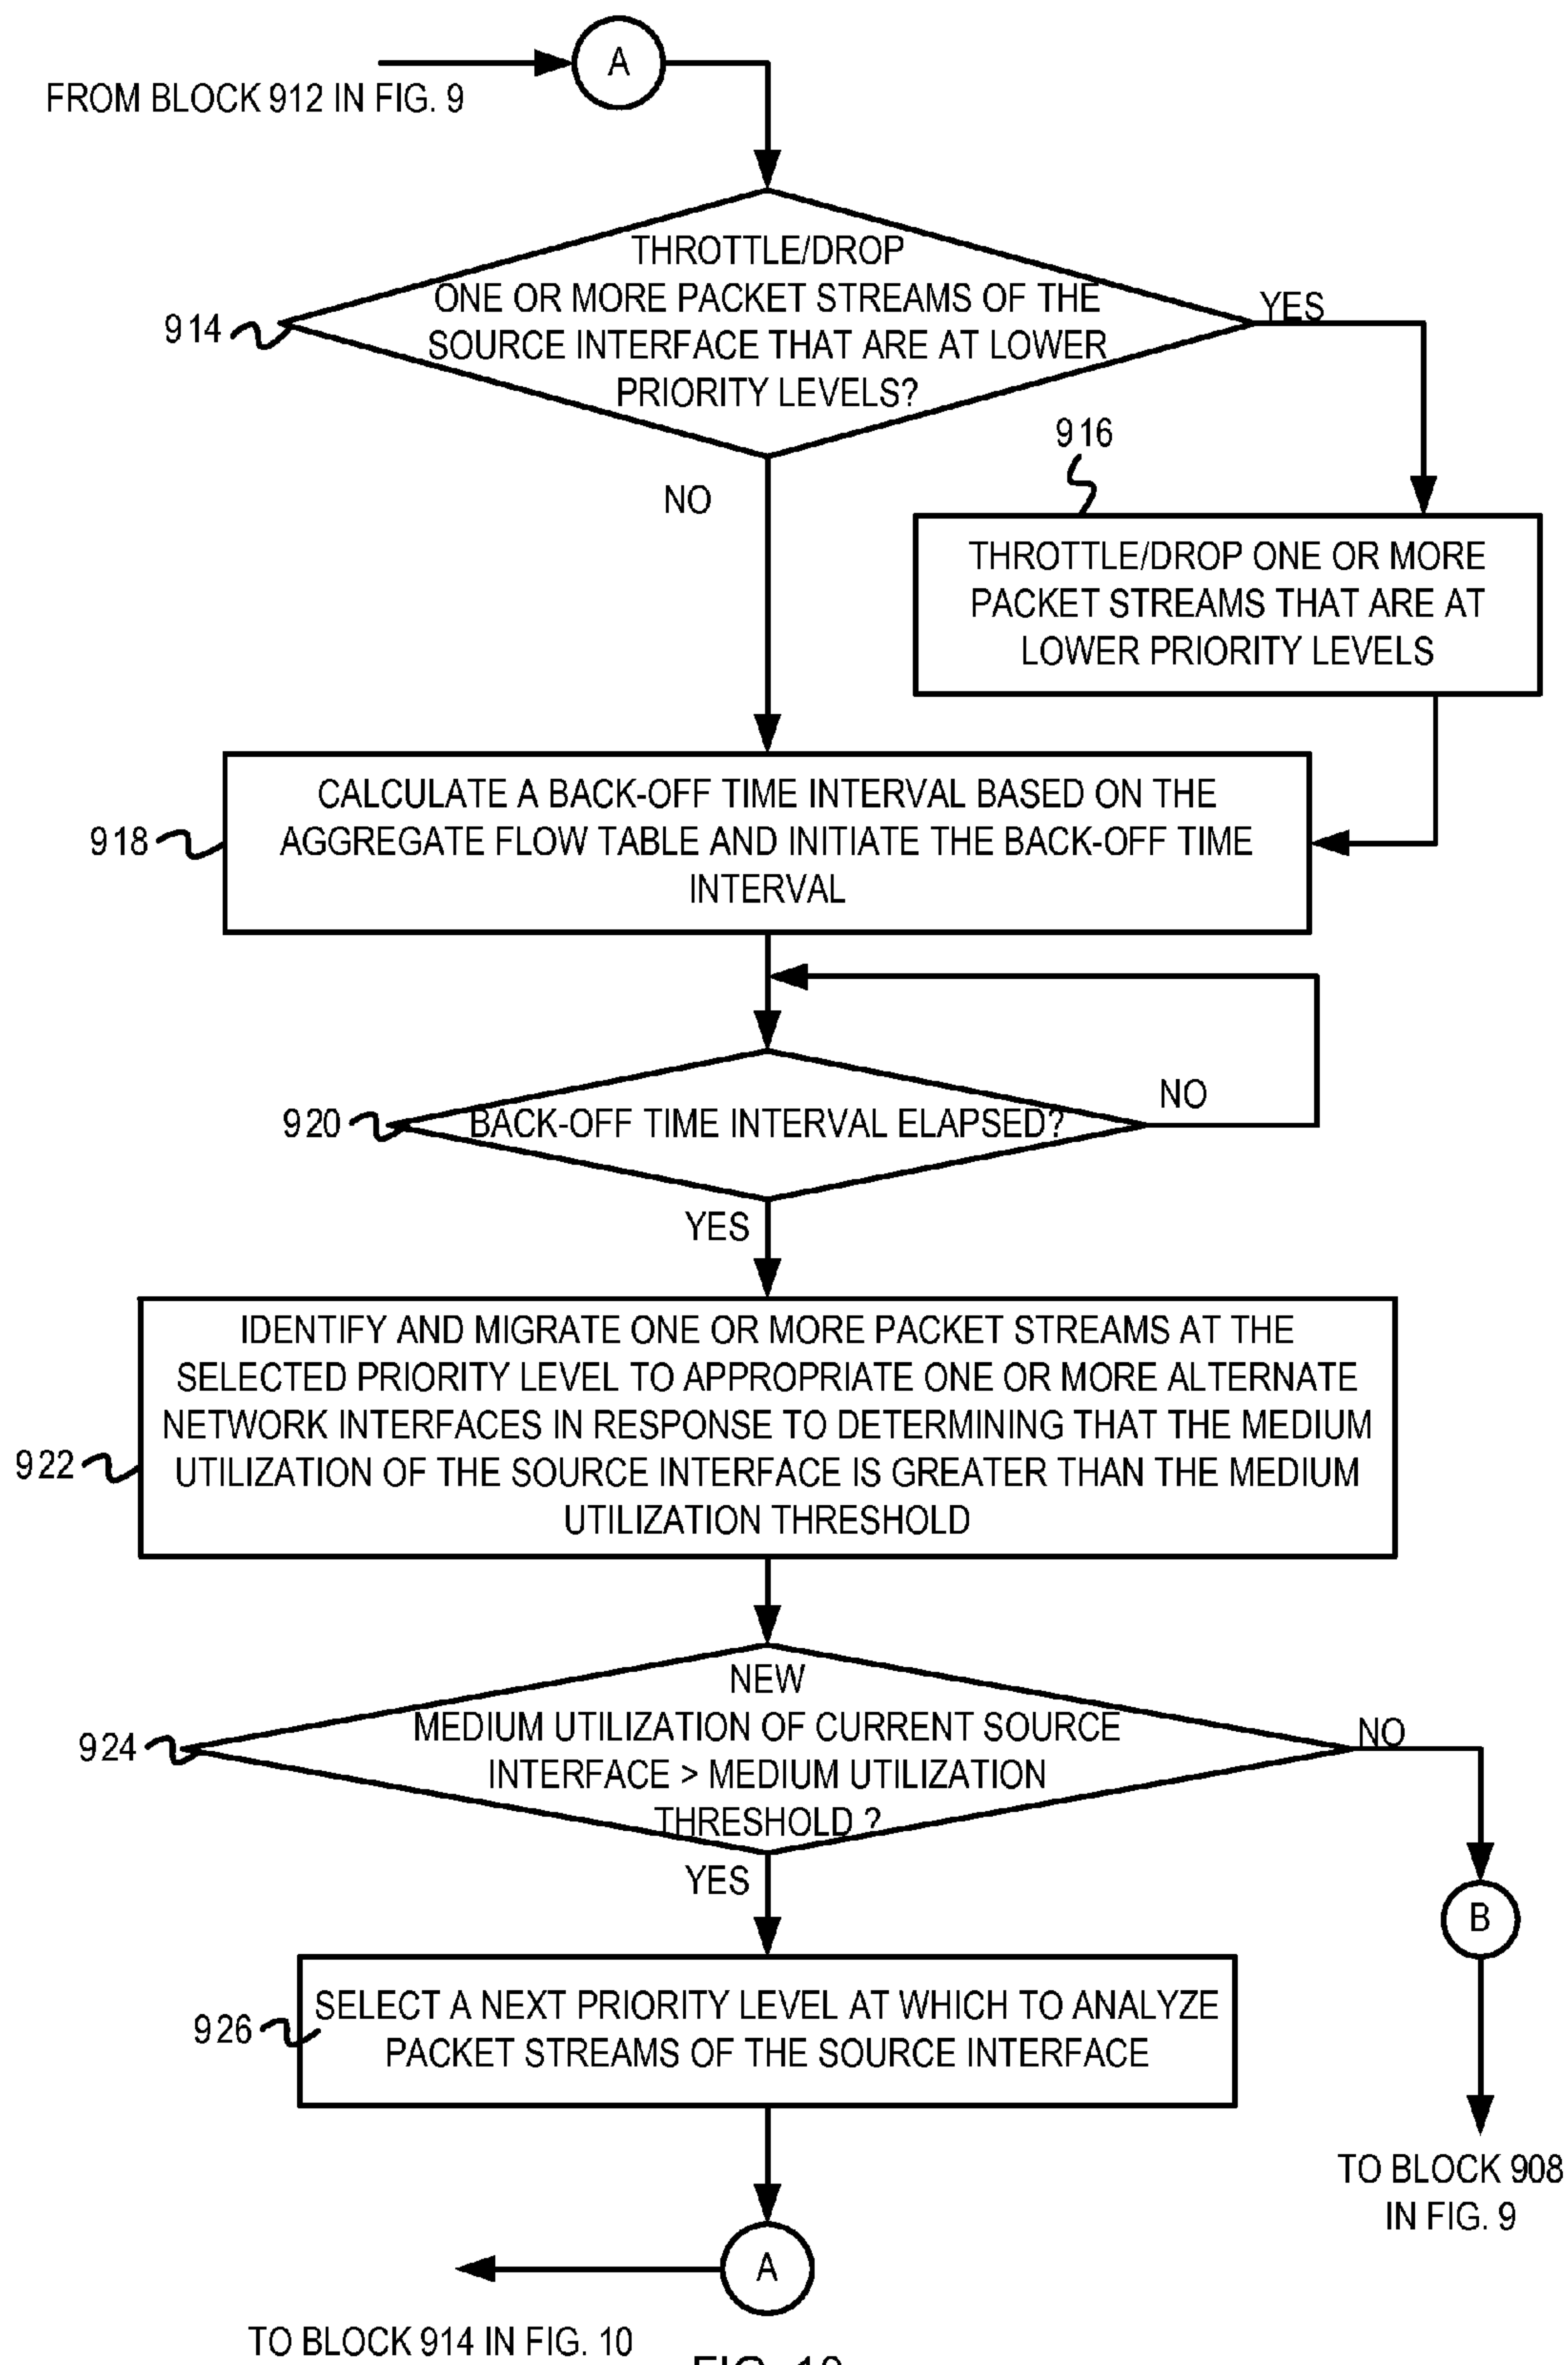 A
FROM BLOCK 912 IN FIG. 9
THROTTLE/DROP
ONE OR MORE PACKET STREAMS OF THE
SOURCE INTERFACE THAT ARE AT LOWER
PRIORITY LEVELS?
914
YES
NO
916
THROTTLE/DROP ONE OR MORE
PACKET STREAMS THAT ARE AT
LOWER PRIORITY LEVELS
CALCULATE A BACK-OFF TIME INTERVAL BASED ON THE
AGGREGATE FLOW TABLE AND INITIATE THE BACK-OFF TIME
INTERVAL
918
920
BACK-OFF TIME INTERVAL ELAPSED?
NO
YES
IDENTIFY AND MIGRATE ONE OR MORE PACKET STREAMS AT THE
SELECTED PRIORITY LEVEL TO APPROPRIATE ONE OR MORE ALTERNATE
NETWORK INTERFACES IN RESPONSE TO DETERMINING THAT THE MEDIUM
UTILIZATION OF THE SOURCE INTERFACE IS GREATER THAN THE MEDIUM
UTILIZATION THRESHOLD
922
NEW
MEDIUM UTILIZATION OF CURRENT SOURCE
INTERFACE > MEDIUM UTILIZATION
THRESHOLD ?
924
NO
YES
B
SELECT A NEXT PRIORITY LEVEL AT WHICH TO ANALYZE
PACKET STREAMS OF THE SOURCE INTERFACE
926
TO BLOCK 908
IN FIG. 9
A
TO BLOCK 914 IN FIG. 10